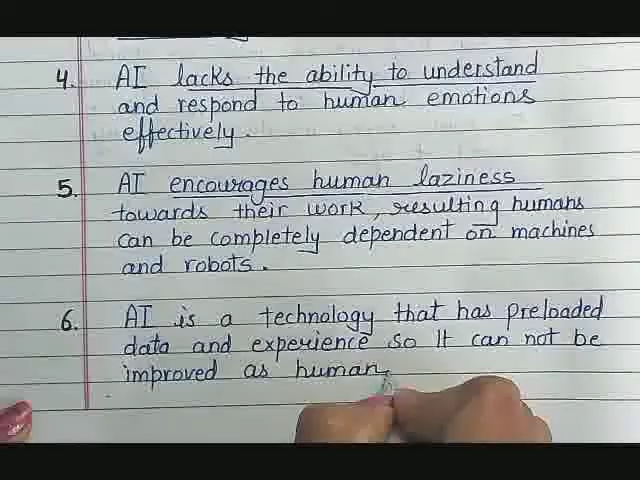 4. AI lacks the ability to understand
and respond to human emotions
effectively.
5. AI encourages human laziness
towards their work, resulting humans
can be completely dependent on machines
and robots.
6. AI is a technology that has preloaded
data and experience so It can not be
improved as human